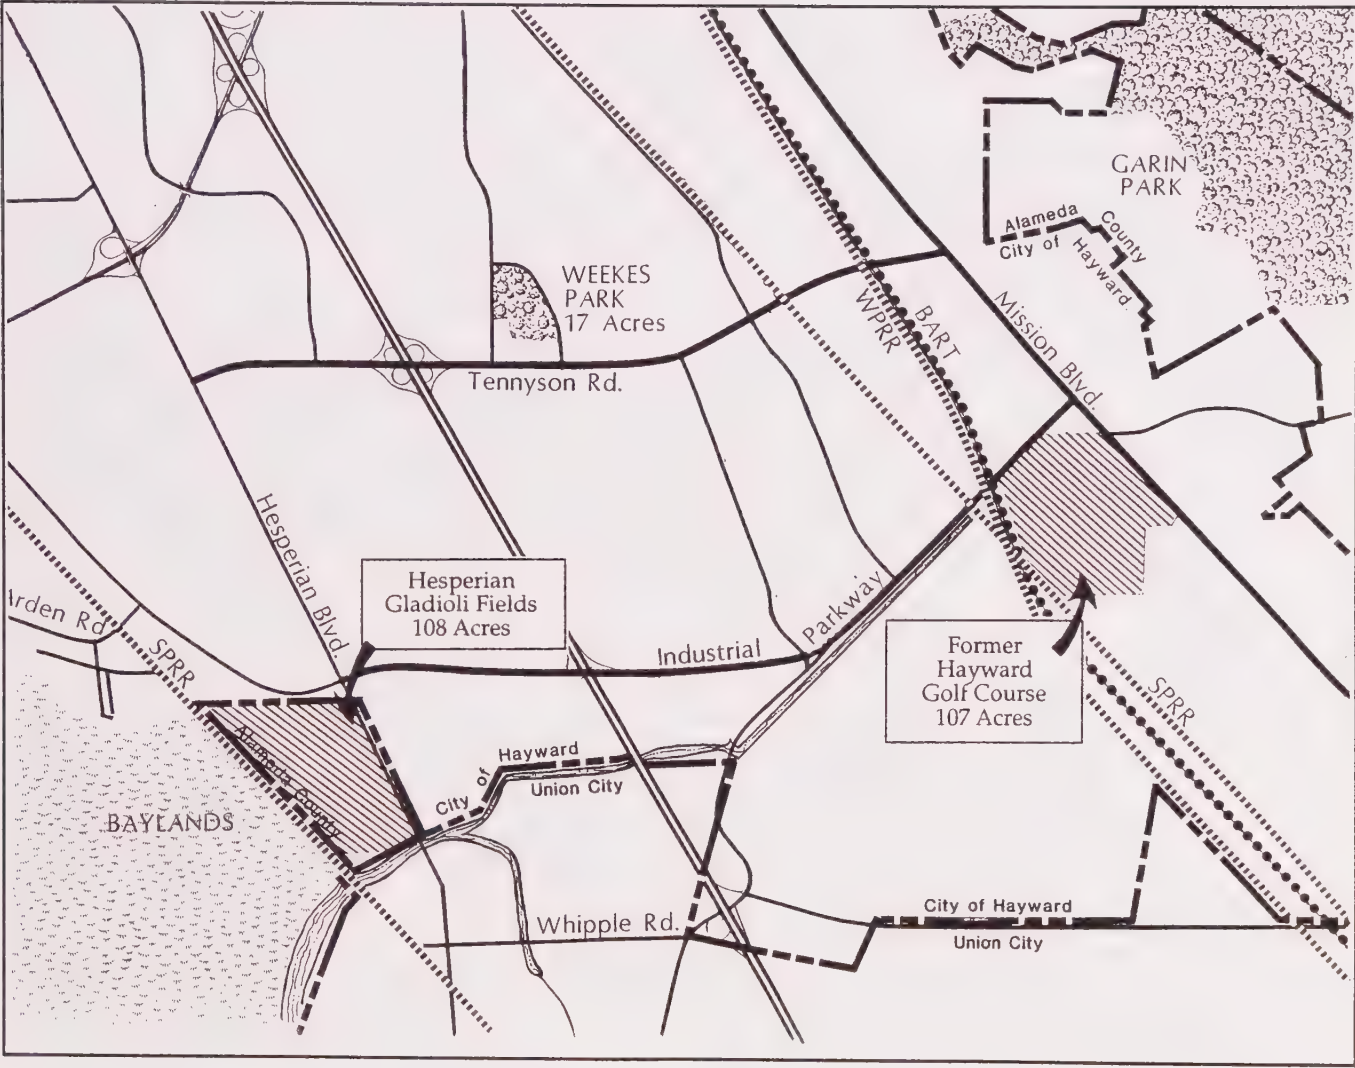 GARIN
PARK
Alameda
County
City of
Hayward
WEEKES
PARK
17 Acres
WPRR
BART
Mission Blvd.
Tennyson Rd.
Hesperian Blvd.
Hesperian
Gladioli Fields
108 Acres
Arden Rd
SPRR
Industrial
Parkway
Former
Hayward
Golf Course
107 Acres
SPRR
Alameda County
BAYLANDS
City of Hayward
Union City
Whipple Rd.
City of Hayward
Union City